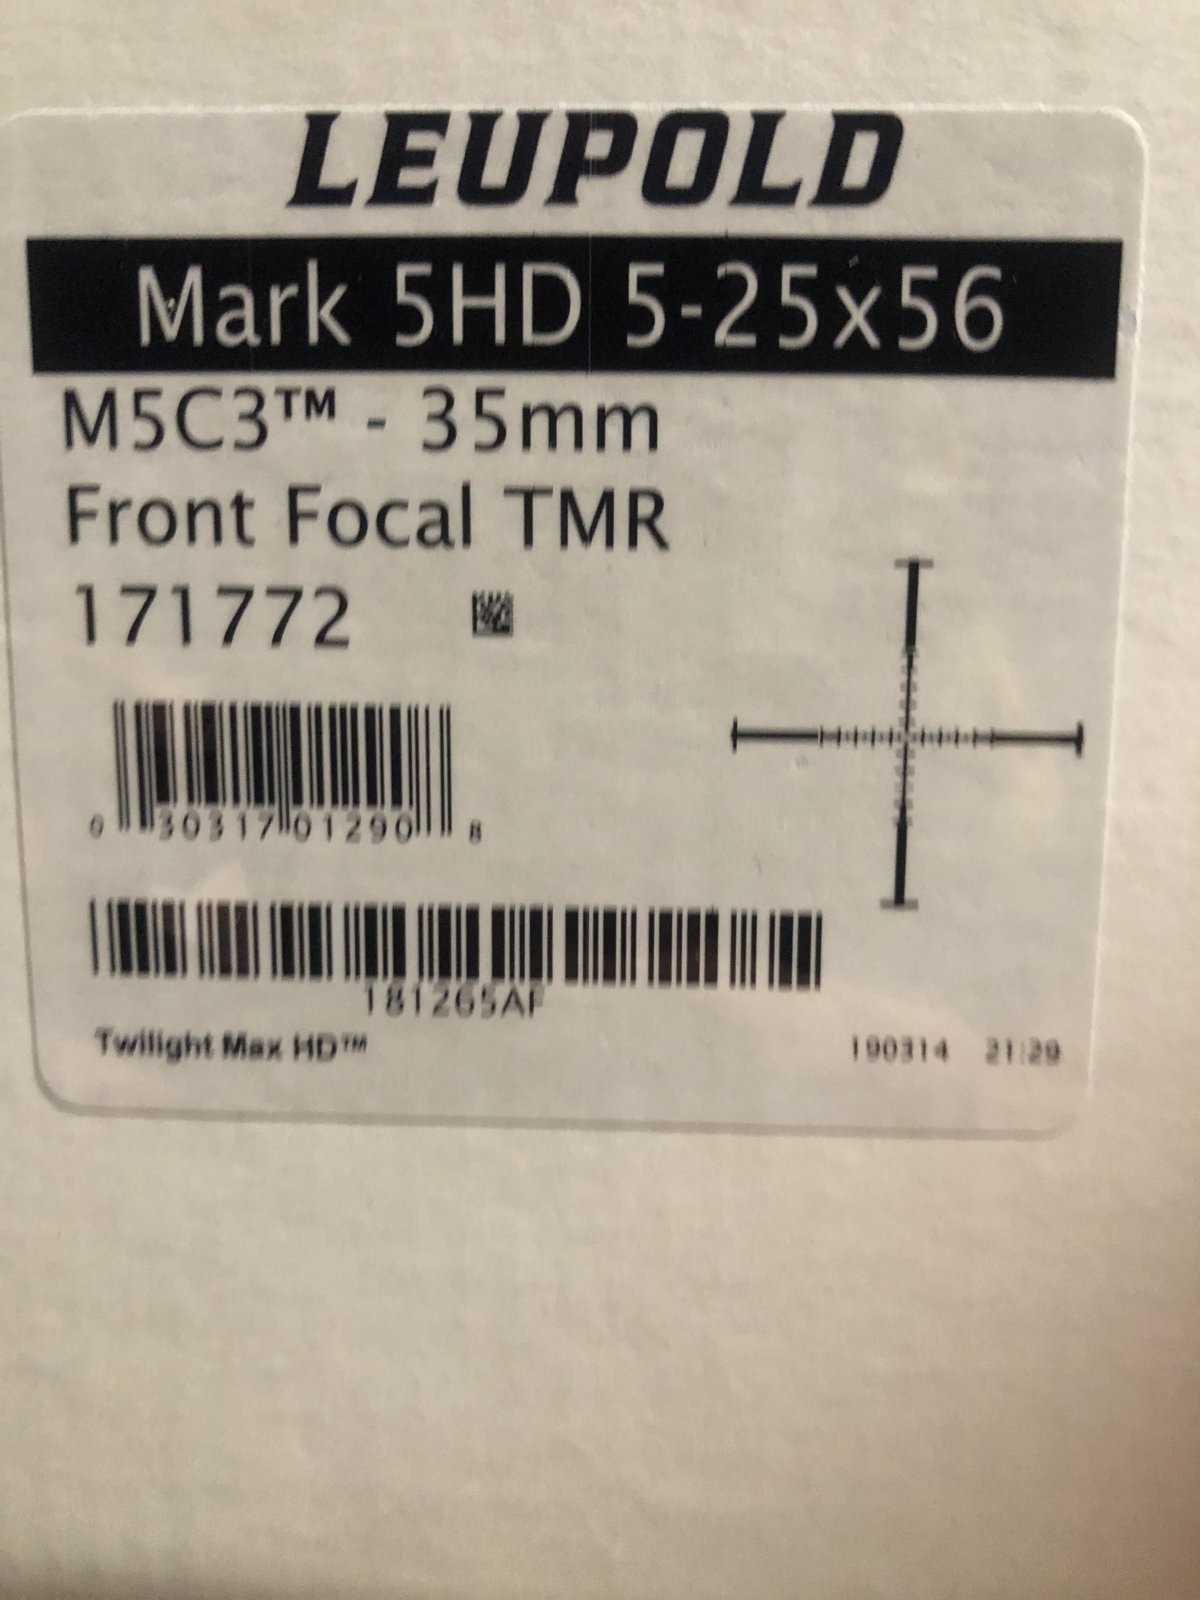 LEUPOLD
Mark 5HD 5-25x56
M5C3™ - 35mm
Front Focal TMR
171772
0 30317 01290 8
181265AF
Twilight Max HD™
190314 21:29